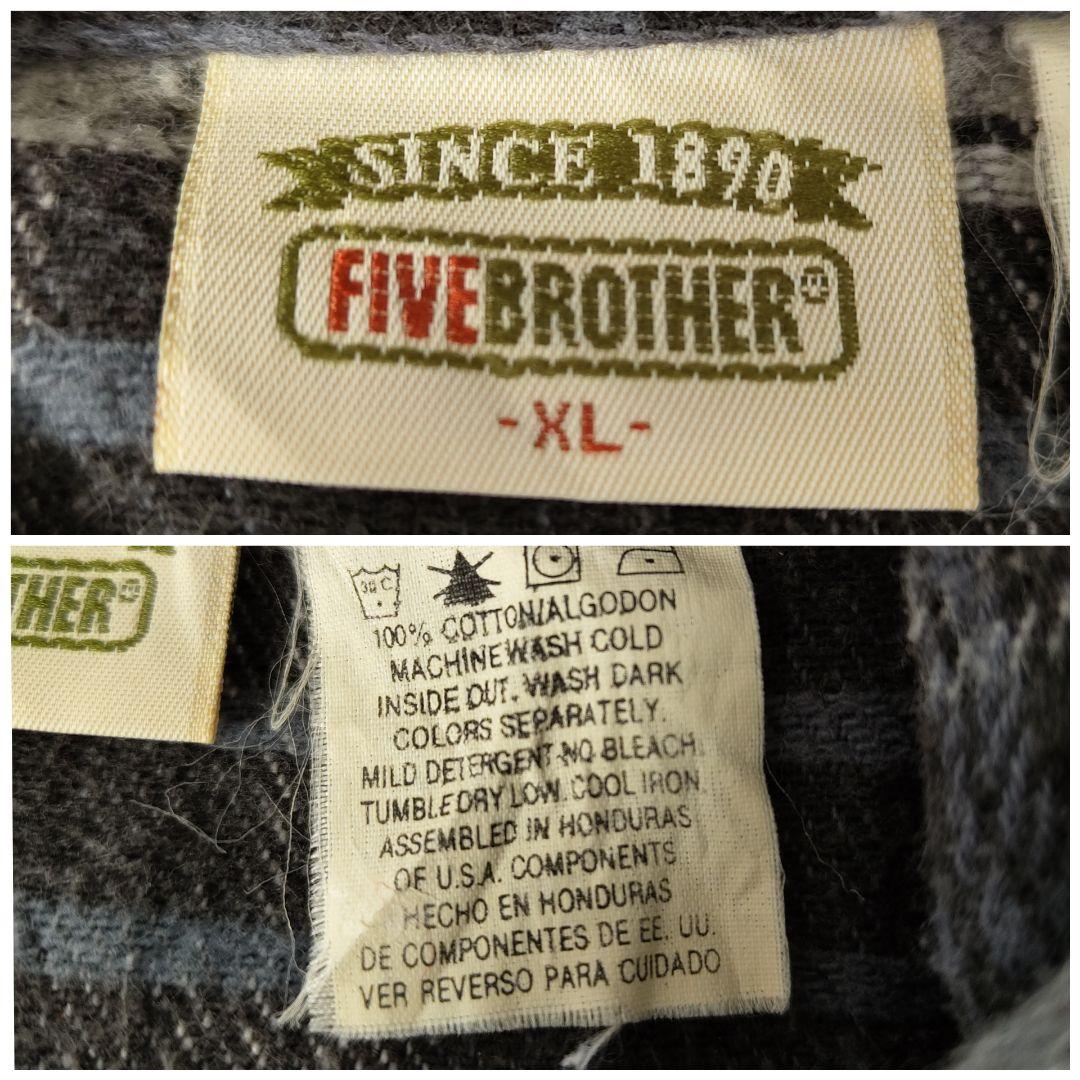 SINCE 1890
FIVEBROTHER®
-XL-
THER®
30C
100% COTTON/ALGODON
MACHINE WASH COLD
INSIDE OUT. WASH DARK
COLORS SEPARATELY.
MILD DETERGENT-NO BLEACH.
TUMBLE DRY LOW. COOL IRON.
ASSEMBLED IN HONDURAS
OF U.S.A. COMPONENTS
HECHO EN HONDURAS
DE COMPONENTES DE EE. UU.
VER REVERSO PARA CUIDADO